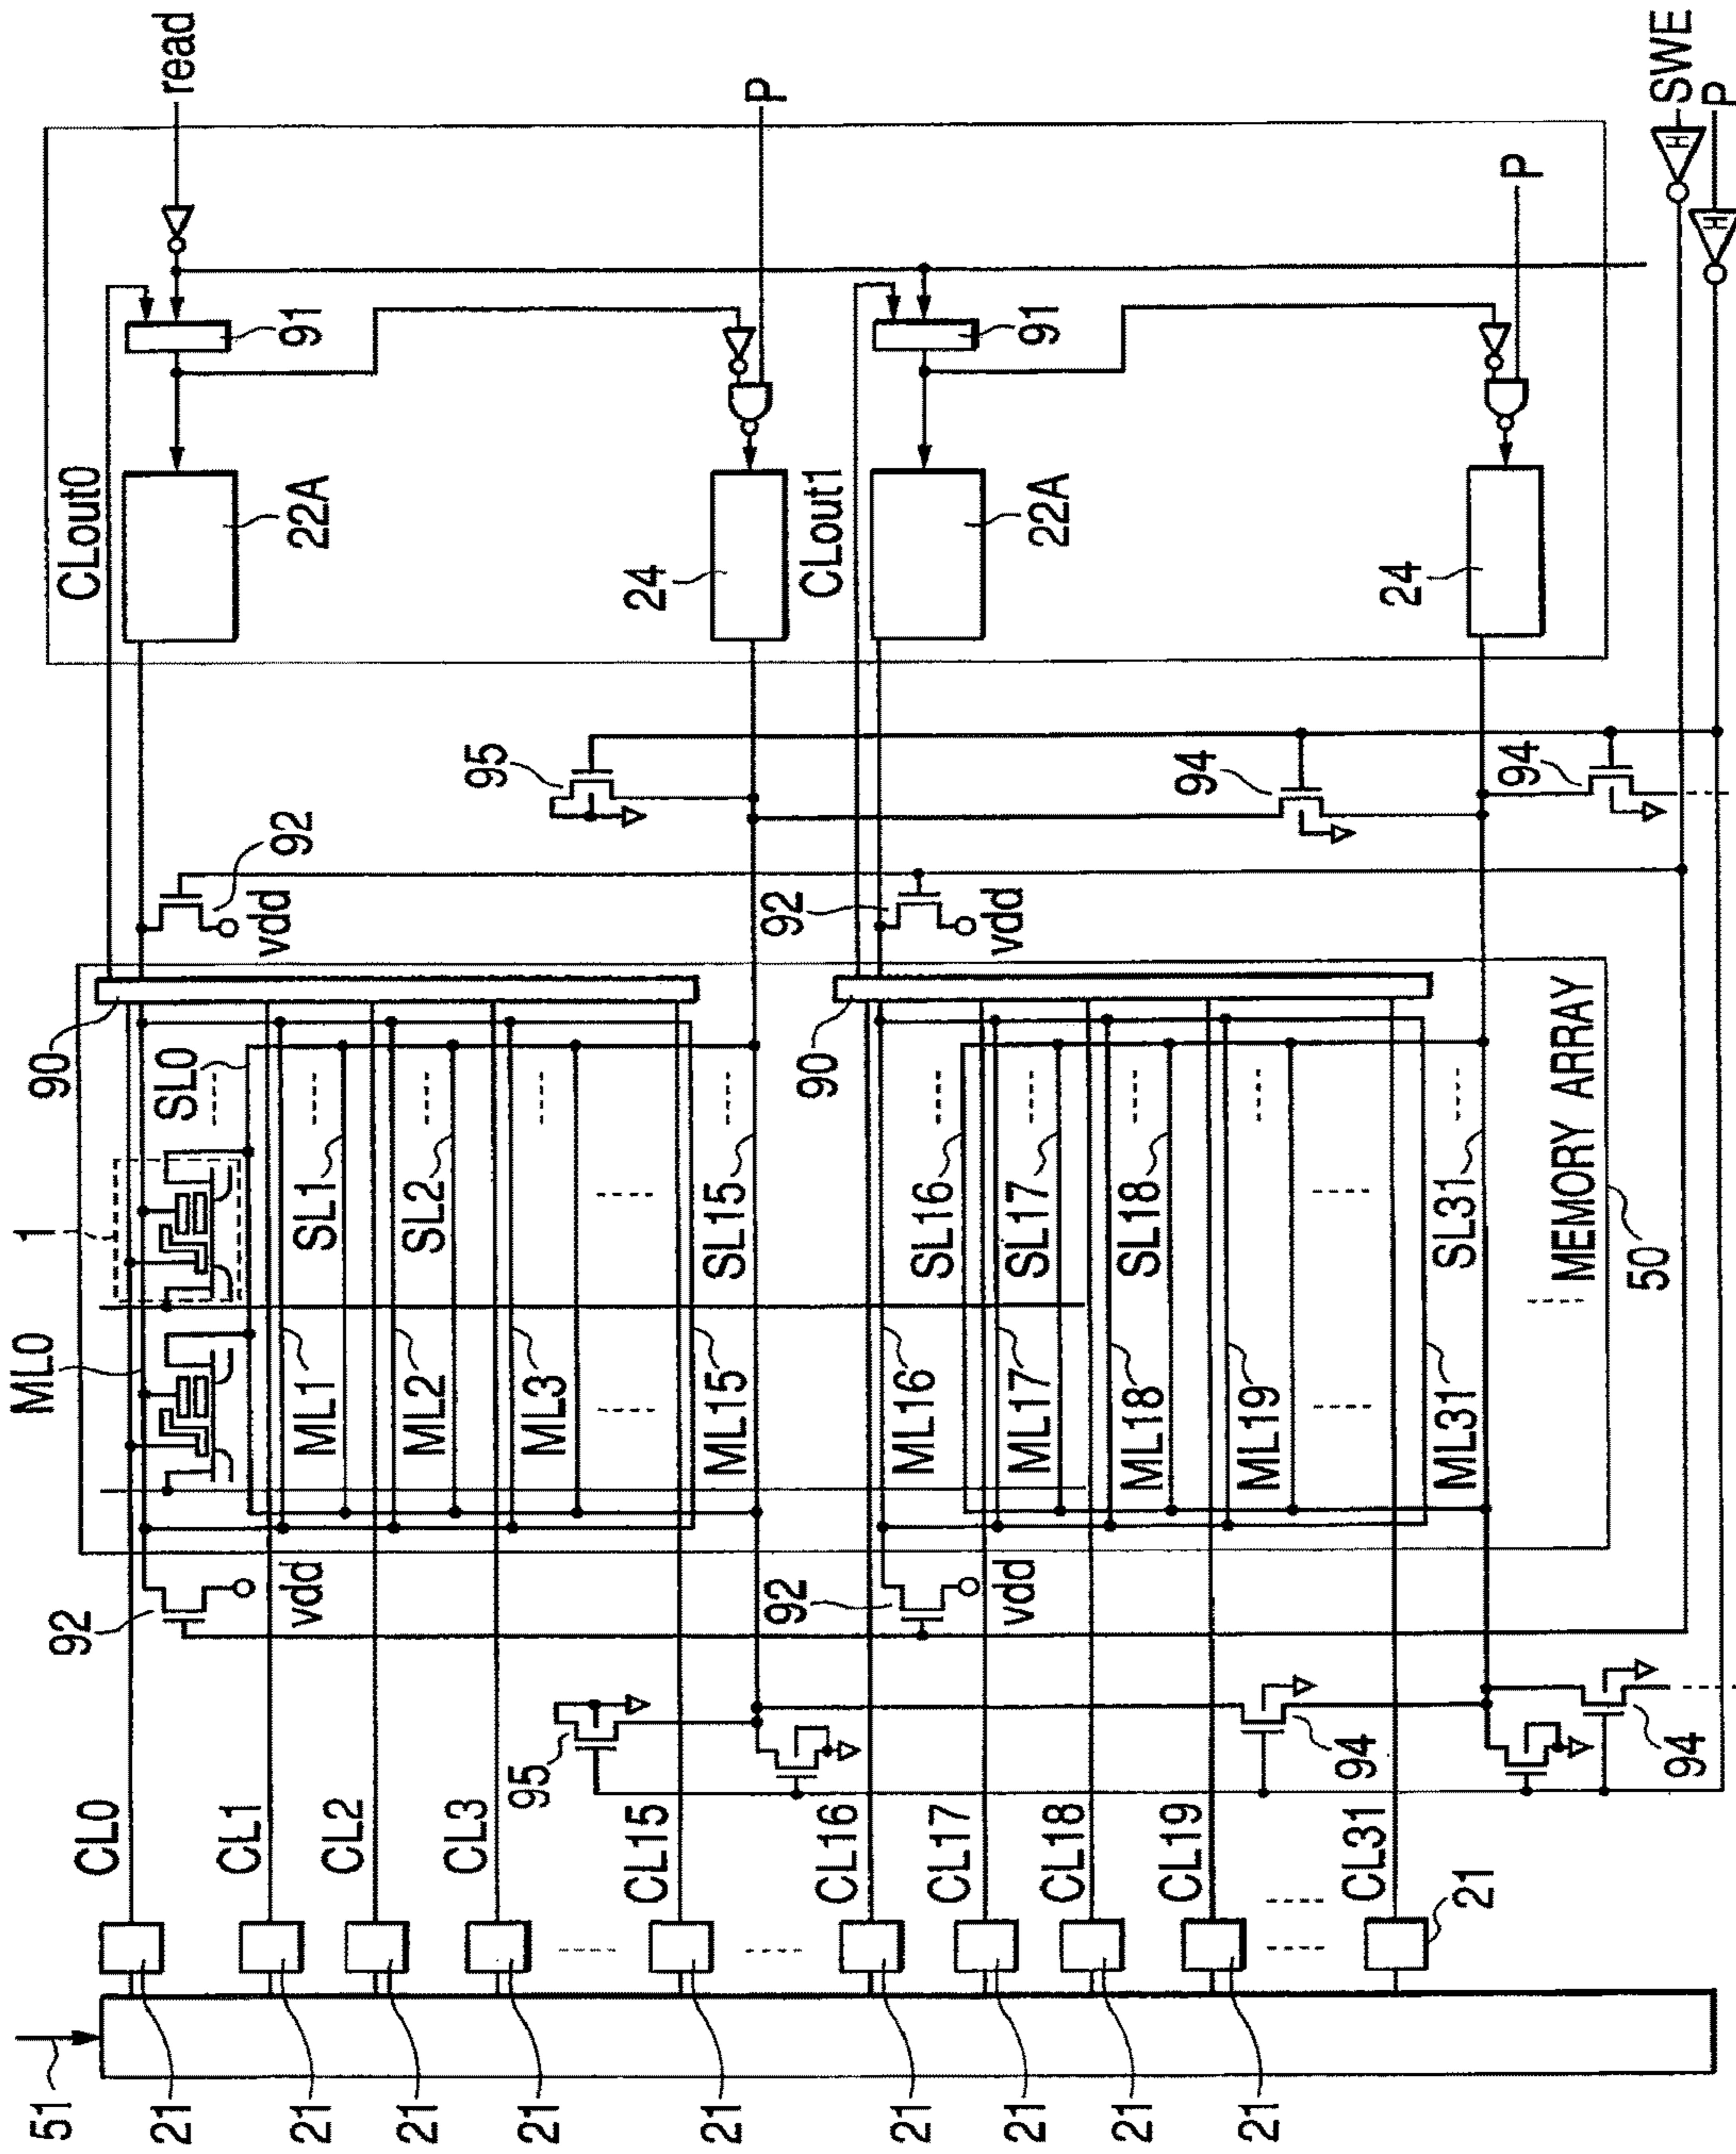 51
ML0
1
90
CL0
92
CLout0
21
SL0
read
CL1
vdd
vdd
92
22A
91
21
ML1
SL1
CL2
21
ML2
SL2
CL3
95
95
21
ML3
CL15
24
21
ML15
SL15
P
CL16
92
90
92
CLout1
21
ML16
SL16
CL17
vdd
vdd
22A
91
21
ML17
SL17
CL18
21
ML18
SL18
CL19
94
94
21
ML19
CL31
24
ML31
SL31
21
P
MEMORY ARRAY
94
50
94
H
SWE
H
P